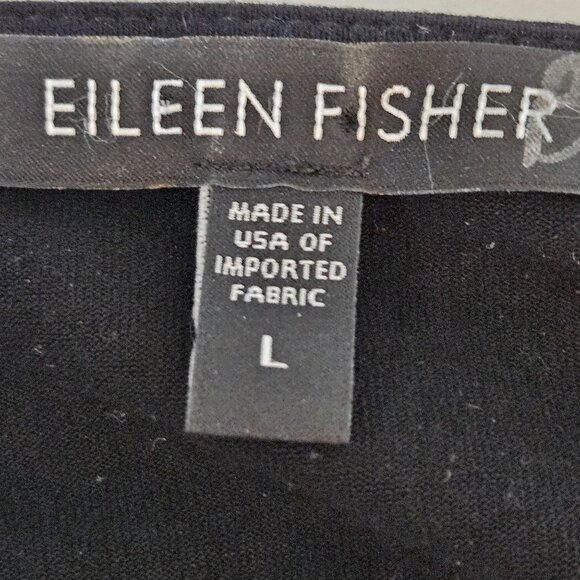 EILEEN FISHER
MADE IN
USA OF
IMPORTED
FABRIC
L